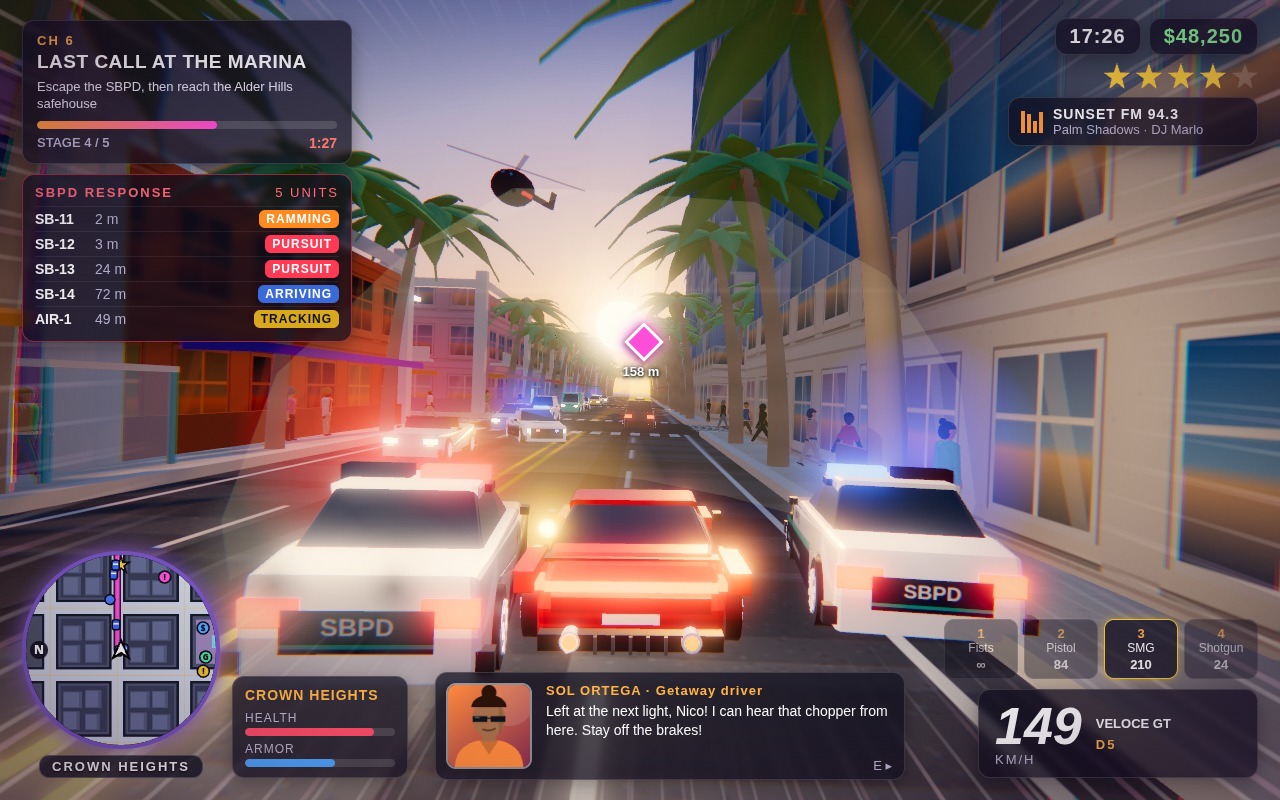 CH 6
LAST CALL AT THE MARINA
Escape the SBPD, then reach the Alder Hills
safehouse
STAGE 4 / 5
1:27
SBPD RESPONSE
5 UNITS
SB-11 2 m RAMMING
SB-12 3 m PURSUIT
SB-13 24 m PURSUIT
SB-14 72 m ARRIVING
AIR-1 49 m TRACKING
17:26
$48,250
SUNSET FM 94.3
Palm Shadows · DJ Marlo
158 m
SBPD
SBPD
N
CROWN HEIGHTS
CROWN HEIGHTS
HEALTH
ARMOR
SOL ORTEGA · Getaway driver
Left at the next light, Nico! I can hear that chopper from
here. Stay off the brakes!
E ▸
1 Fists ∞
2 Pistol 84
3 SMG 210
4 Shotgun 24
149
KM/H
VELOCE GT
D5